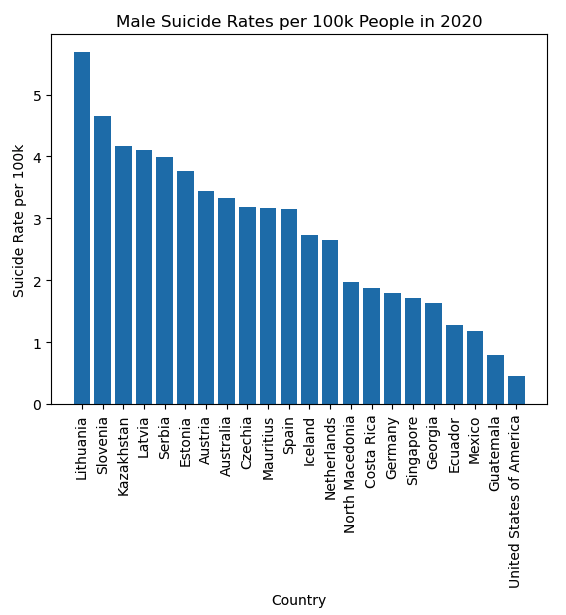 Male Suicide Rates per 100k People in 2020
Suicide Rate per 100k
5
4
3
2
1
0
Lithuania
Slovenia
Kazakhstan
Latvia
Serbia
Estonia
Austria
Australia
Czechia
Mauritius
Spain
Iceland
Netherlands
North Macedonia
Costa Rica
Germany
Singapore
Georgia
Ecuador
Mexico
Guatemala
United States of America
Country